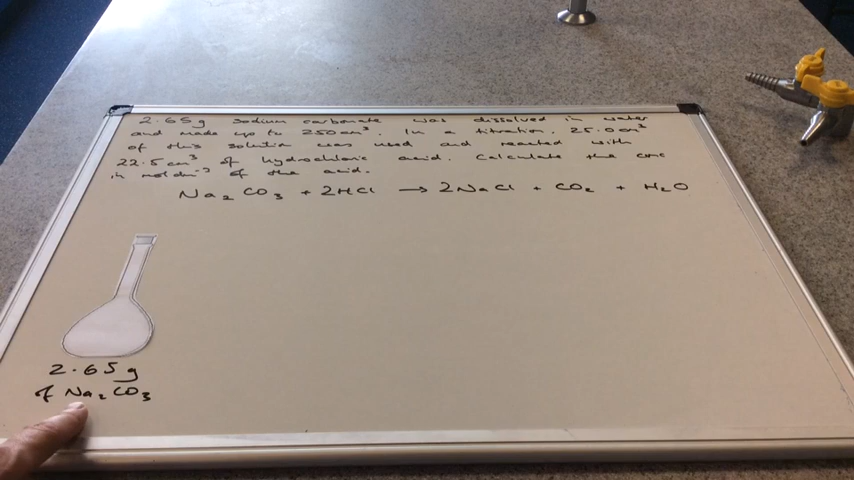 2.65g sodium carbonate was dissolved in water
and made up to 250cm³. In a titration, 25.0cm³
of this solution was used and reacted with
22.5cm³ of hydrochloric acid. Calculate the conc
in moldm⁻³ of the acid.
Na₂CO₃ + 2HCl → 2NaCl + CO₂ + H₂O
2.65g
of Na₂CO₃